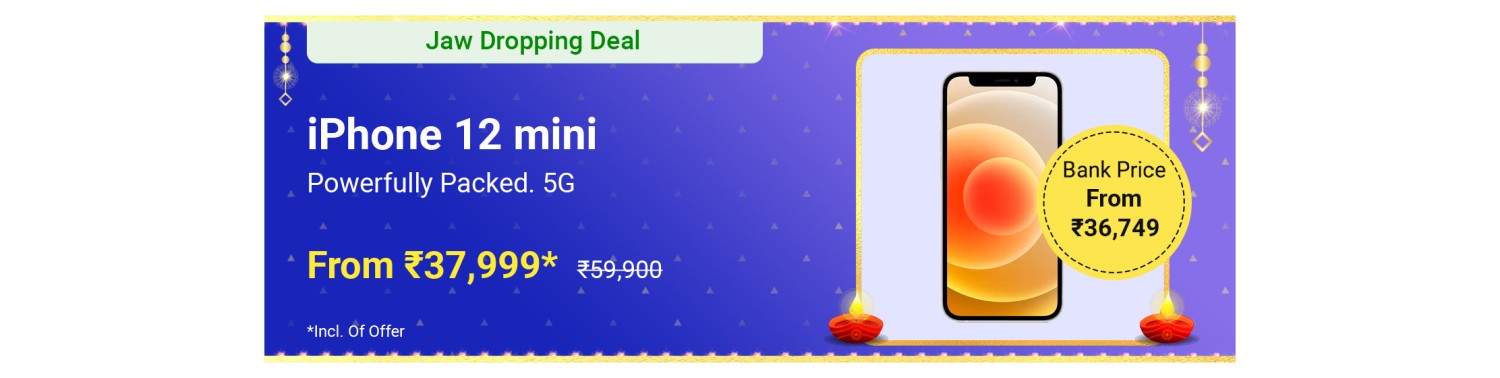 Jaw Dropping Deal
iPhone 12 mini
Powerfully Packed. 5G
From ₹37,999* ₹59,900
*Incl. Of Offer
Bank Price
From
₹36,749